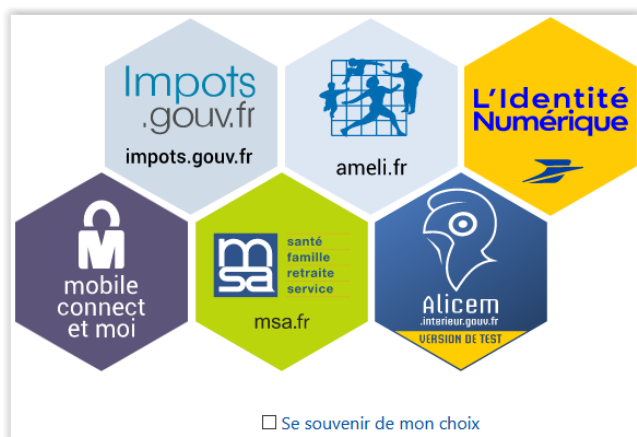 Impots
.gouv.fr
impots.gouv.fr
ameli.fr
L'Identité
Numérique
M
mobile
connect
et moi
msa
santé
famille
retraite
service
msa.fr
Alicem
.interieur.gouv.fr
VERSION DE TEST
Se souvenir de mon choix